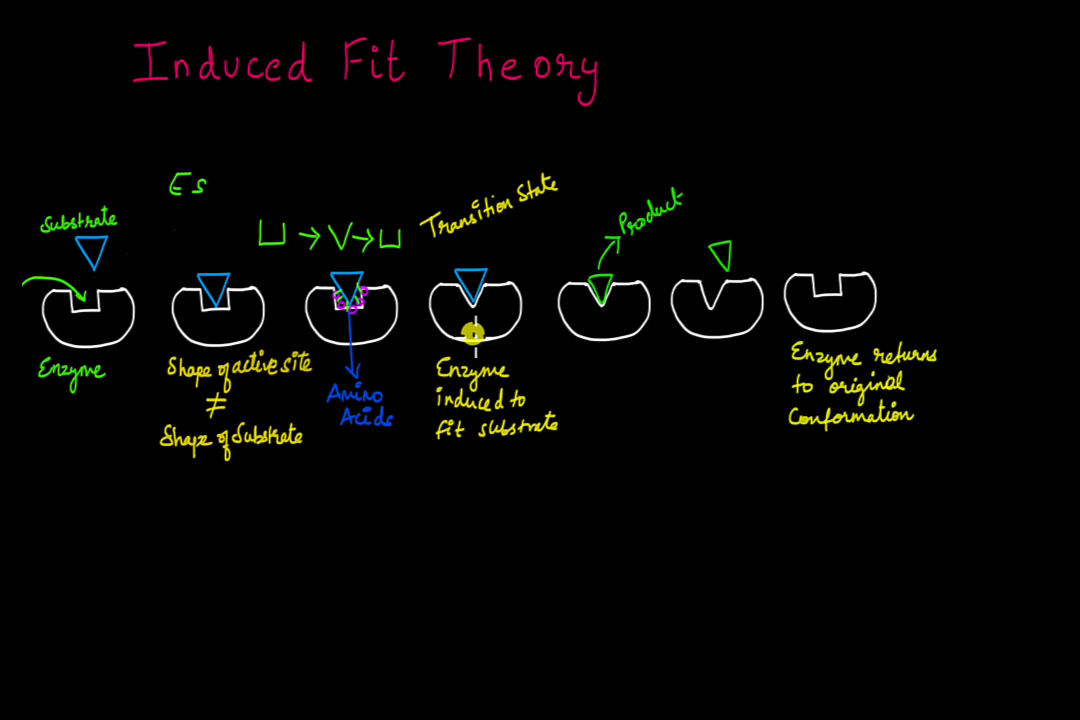 Induced Fit Theory
Es
Substrate
Transition State
Product
Enzyme
Shape of active site
≠
Shape of Substrate
Amino
Acids
Enzyme
induced to
fit substrate
Enzyme returns
to original
Conformation